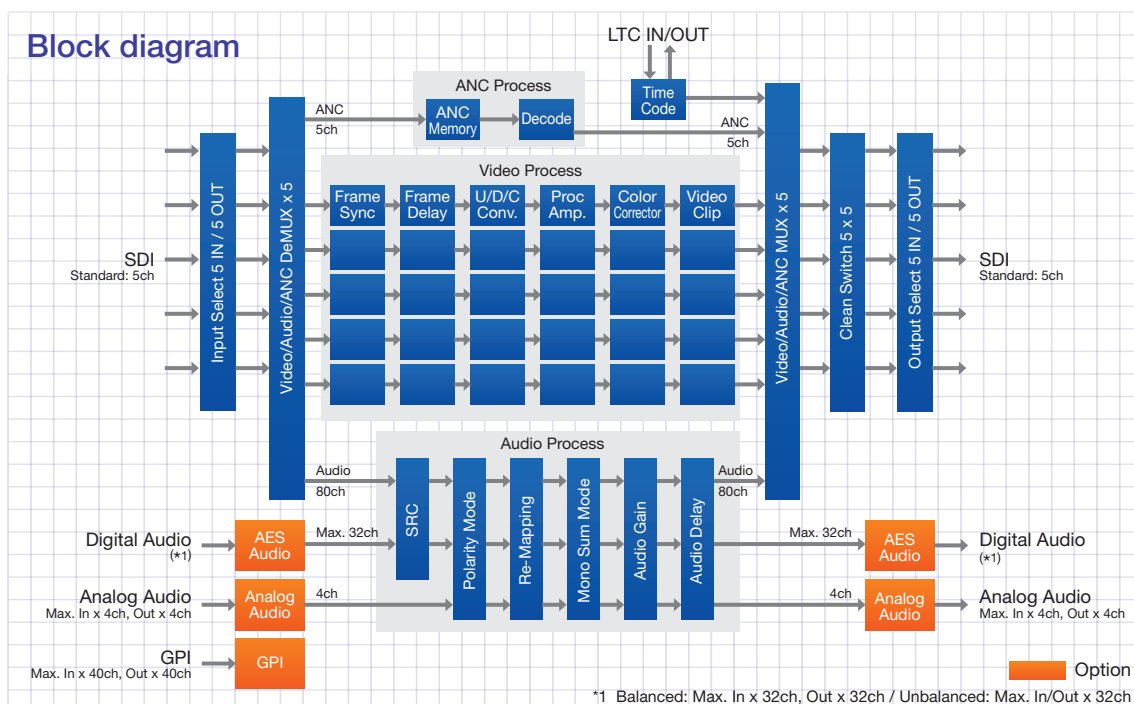 Block diagram
LTC IN/OUT
ANC Process
Time
Code
ANC
5ch
ANC
Memory
Decode
ANC
5ch
Video Process
Frame
Sync
Frame
Delay
U/D/C
Conv.
Proc
Amp.
Color
Corrector
Video
Clip
SDI
Standard: 5ch
Input Select 5 IN / 5 OUT
Video/Audio/ANC DeMUX x 5
Video/Audio/ANC MUX x 5
Clean Switch 5 x 5
Output Select 5 IN / 5 OUT
SDI
Standard: 5ch
Audio Process
Audio
80ch
SRC
Polarity Mode
Re-Mapping
Mono Sum Mode
Audio Gain
Audio Delay
Audio
80ch
Digital Audio
(*1)
AES
Audio
Max. 32ch
Max. 32ch
AES
Audio
Digital Audio
(*1)
Analog Audio
Max. In x 4ch, Out x 4ch
Analog
Audio
4ch
4ch
Analog
Audio
Analog Audio
Max. In x 4ch, Out x 4ch
GPI
Max. In x 40ch, Out x 40ch
GPI
Option
*1 Balanced: Max. In x 32ch, Out x 32ch / Unbalanced: Max. In/Out x 32ch